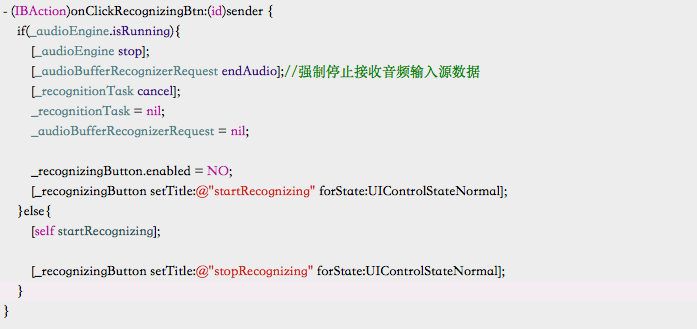 - (IBAction)onClickRecognizingBtn:(id)sender {
if(_audioEngine.isRunning){
[_audioEngine stop];
[_audioBufferRecognizerRequest endAudio];//强制停止接收音频输入源数据
[_recognitionTask cancel];
_recognitionTask = nil;
_audioBufferRecognizerRequest = nil;
_recognizingButton.enabled = NO;
[_recognizingButton setTitle:@"startRecognizing" forState:UIControlStateNormal];
}else{
[self startRecognizing];
[_recognizingButton setTitle:@"stopRecognizing" forState:UIControlStateNormal];
}
}